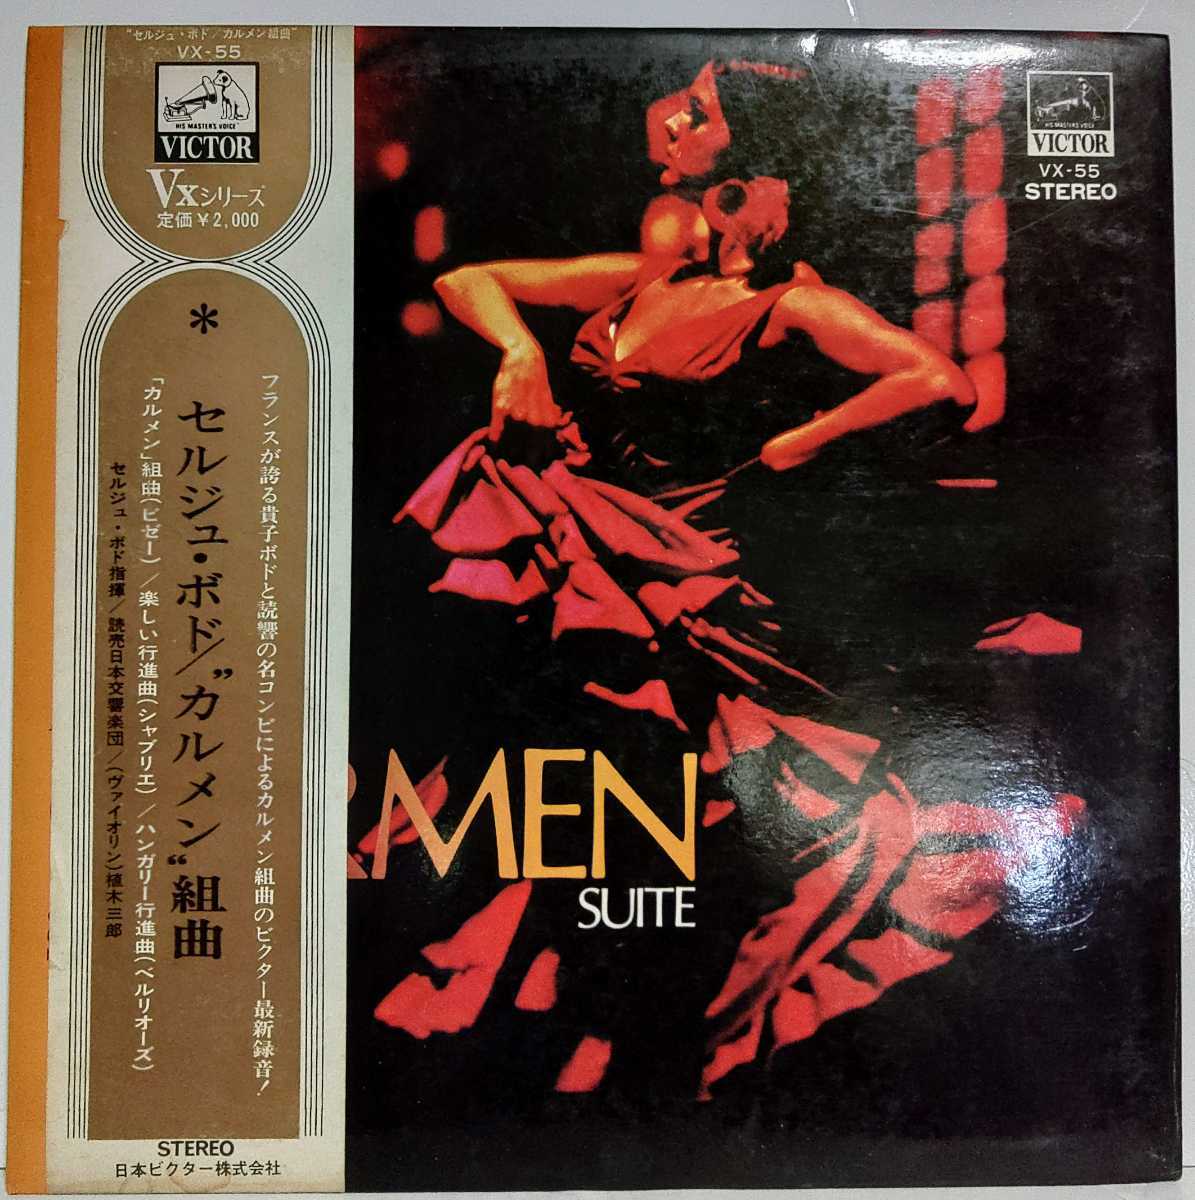 "セルジュ・ボド/カルメン組曲"
VX-55
HIS MASTER'S VOICE
VICTOR
Vxシリーズ
定価¥2,000
*
フランスが誇る貴子ボドと読響の名コンビによるカルメン組曲のビクター最新録音!
セルジュ・ボド/"カルメン"組曲
「カルメン」組曲(ビゼー)/楽しい行進曲(シャブリエ)/ハンガリー行進曲(ベルリオーズ)
セルジュ・ボド指揮/読売日本交響楽団/(ヴァイオリン)植木三郎
STEREO
日本ビクター株式会社
HIS MASTER'S VOICE
VICTOR
VX-55
STEREO
RMEN
SUITE